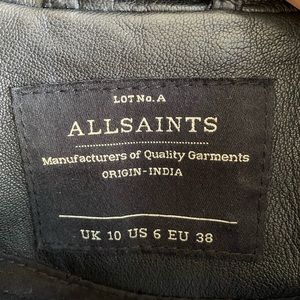 LOT No. A
ALLSAINTS
Manufacturers of Quality Garments
ORIGIN-INDIA
UK 10 US 6 EU 38